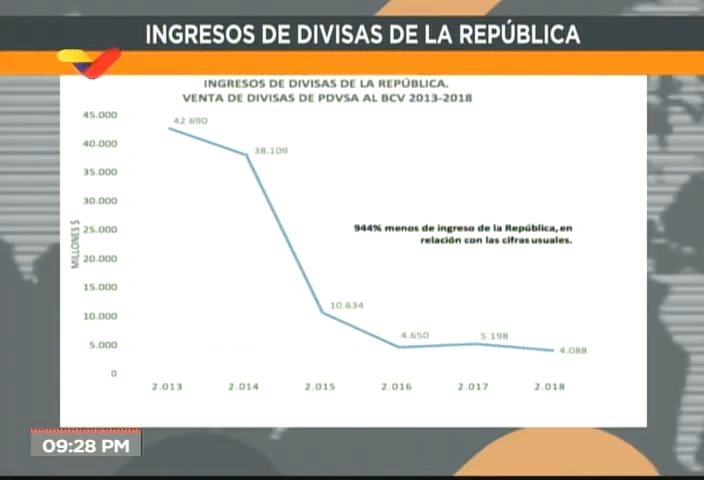 INGRESOS DE DIVISAS DE LA REPÚBLICA
INGRESOS DE DIVISAS DE LA REPÚBLICA.
VENTA DE DIVISAS DE PDVSA AL BCV 2013-2018
45.000
40.000
35.000
30.000
25.000
20.000
15.000
10.000
5.000
0
MILLONES $
42.690
38.109
10.634
4.650
5.198
4.088
944% menos de ingreso de la República, en
relación con las cifras usuales.
2.013 2.014 2.015 2.016 2.017 2.018
09:28 PM